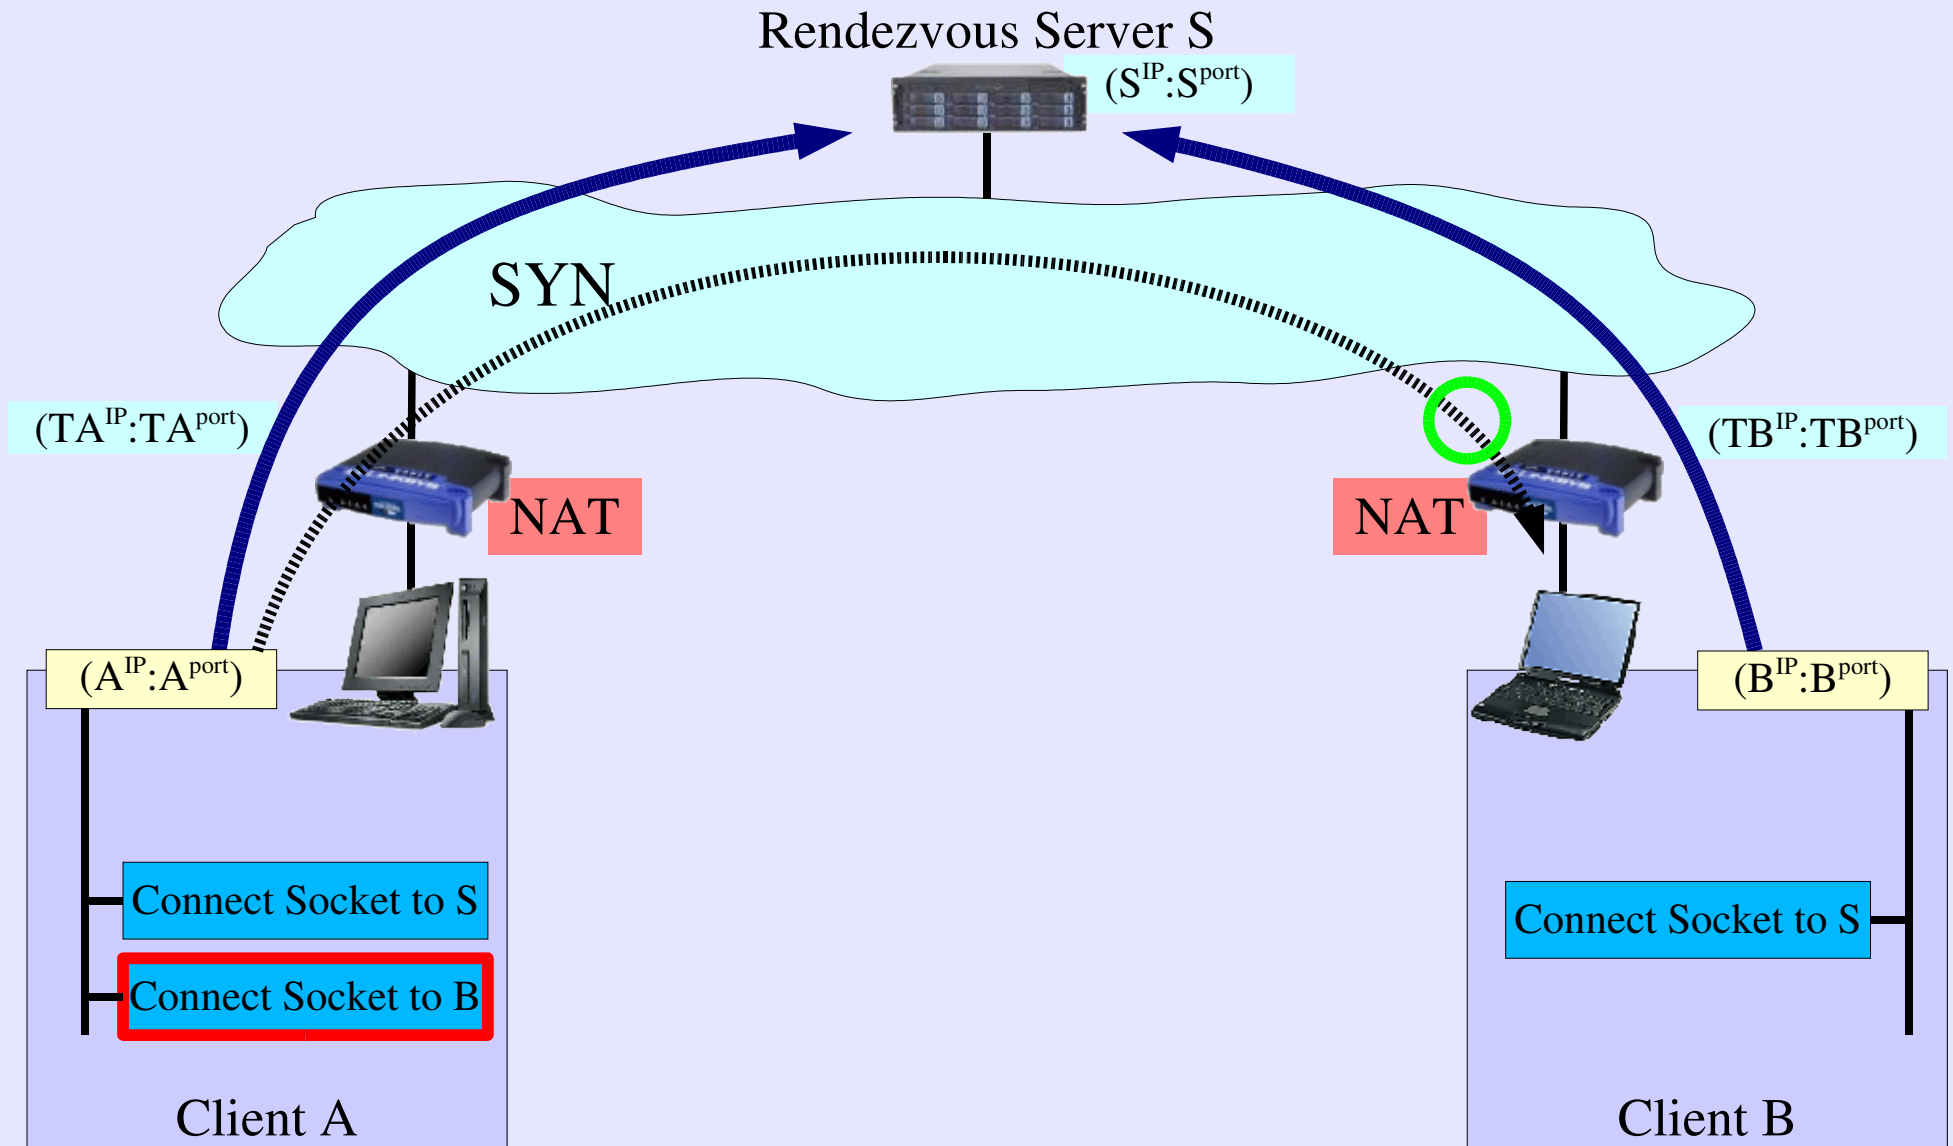 Rendezvous Server S
(S^IP:S^port)
SYN
(TA^IP:TA^port)
(TB^IP:TB^port)
NAT
NAT
(A^IP:A^port)
(B^IP:B^port)
Connect Socket to S
Connect Socket to S
Connect Socket to B
Client A
Client B